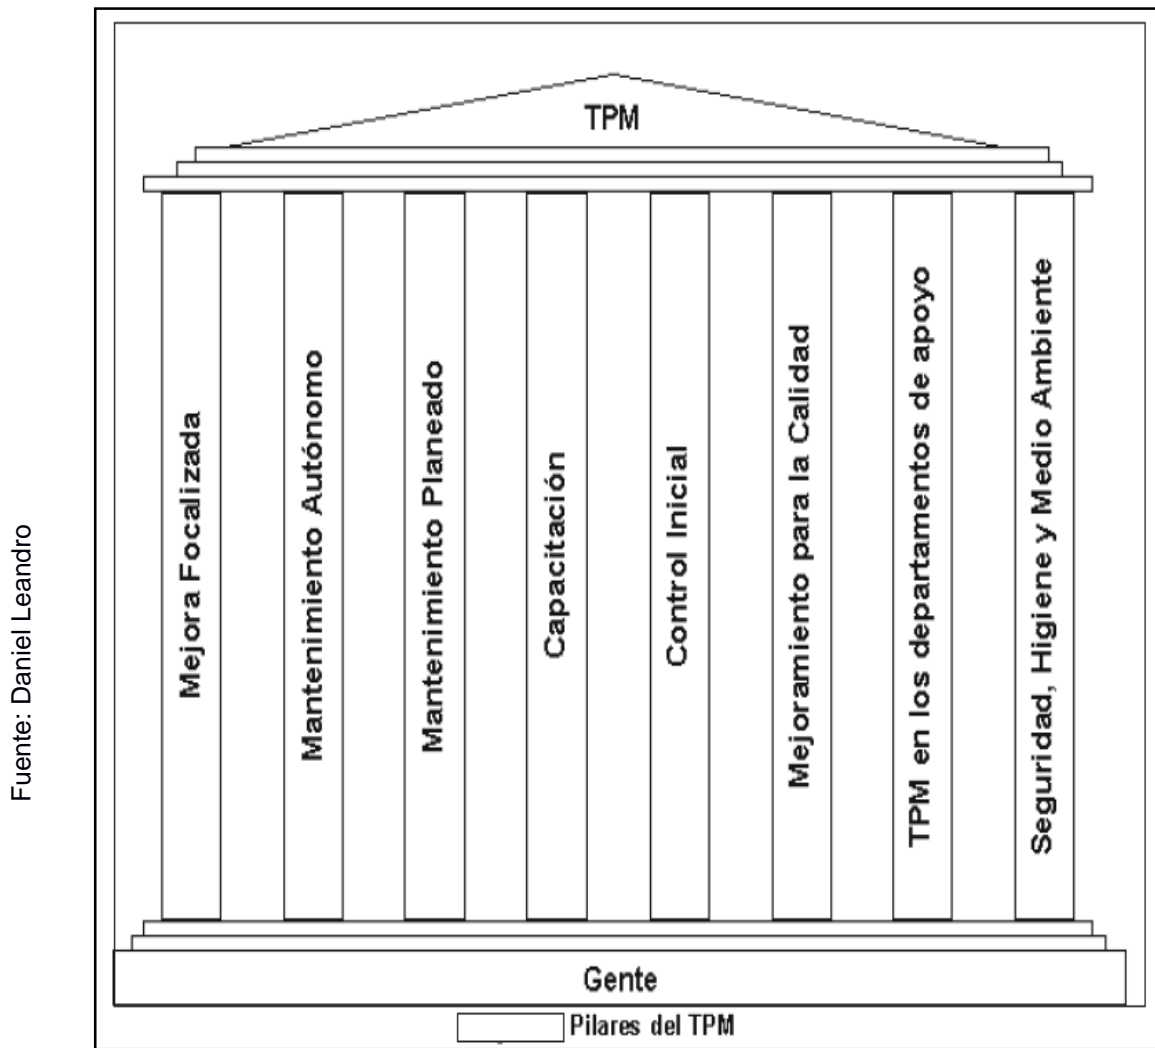 TPM
Mejora Focalizada
Mantenimiento Autónomo
Mantenimiento Planeado
Capacitación
Control Inicial
Mejoramiento para la Calidad
TPM en los departamentos de apoyo
Seguridad, Higiene y Medio Ambiente
Gente
Pilares del TPM
Fuente: Daniel Leandro